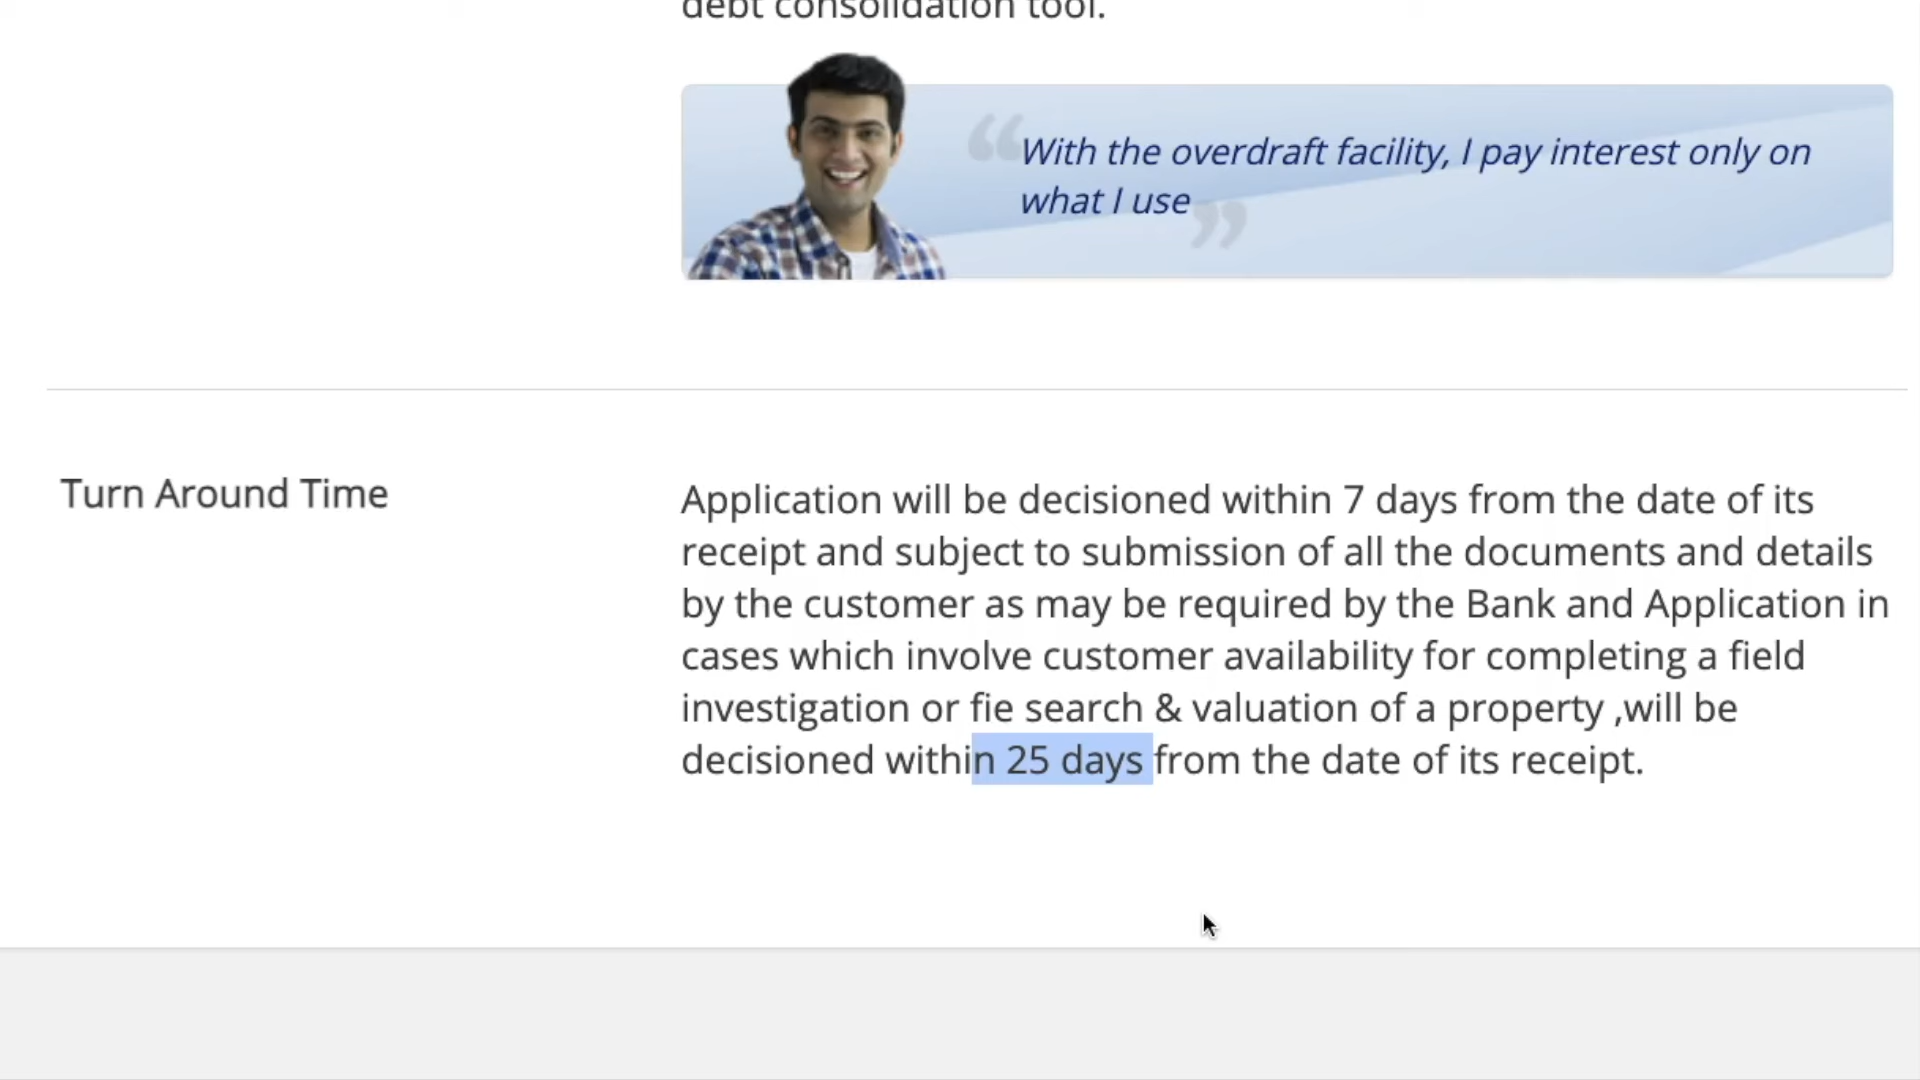 debt consolidation tool.
“With the overdraft facility, I pay interest only on
what I use”
Turn Around Time
Application will be decisioned within 7 days from the date of its
receipt and subject to submission of all the documents and details
by the customer as may be required by the Bank and Application in
cases which involve customer availability for completing a field
investigation or fie search & valuation of a property ,will be
decisioned within 25 days from the date of its receipt.